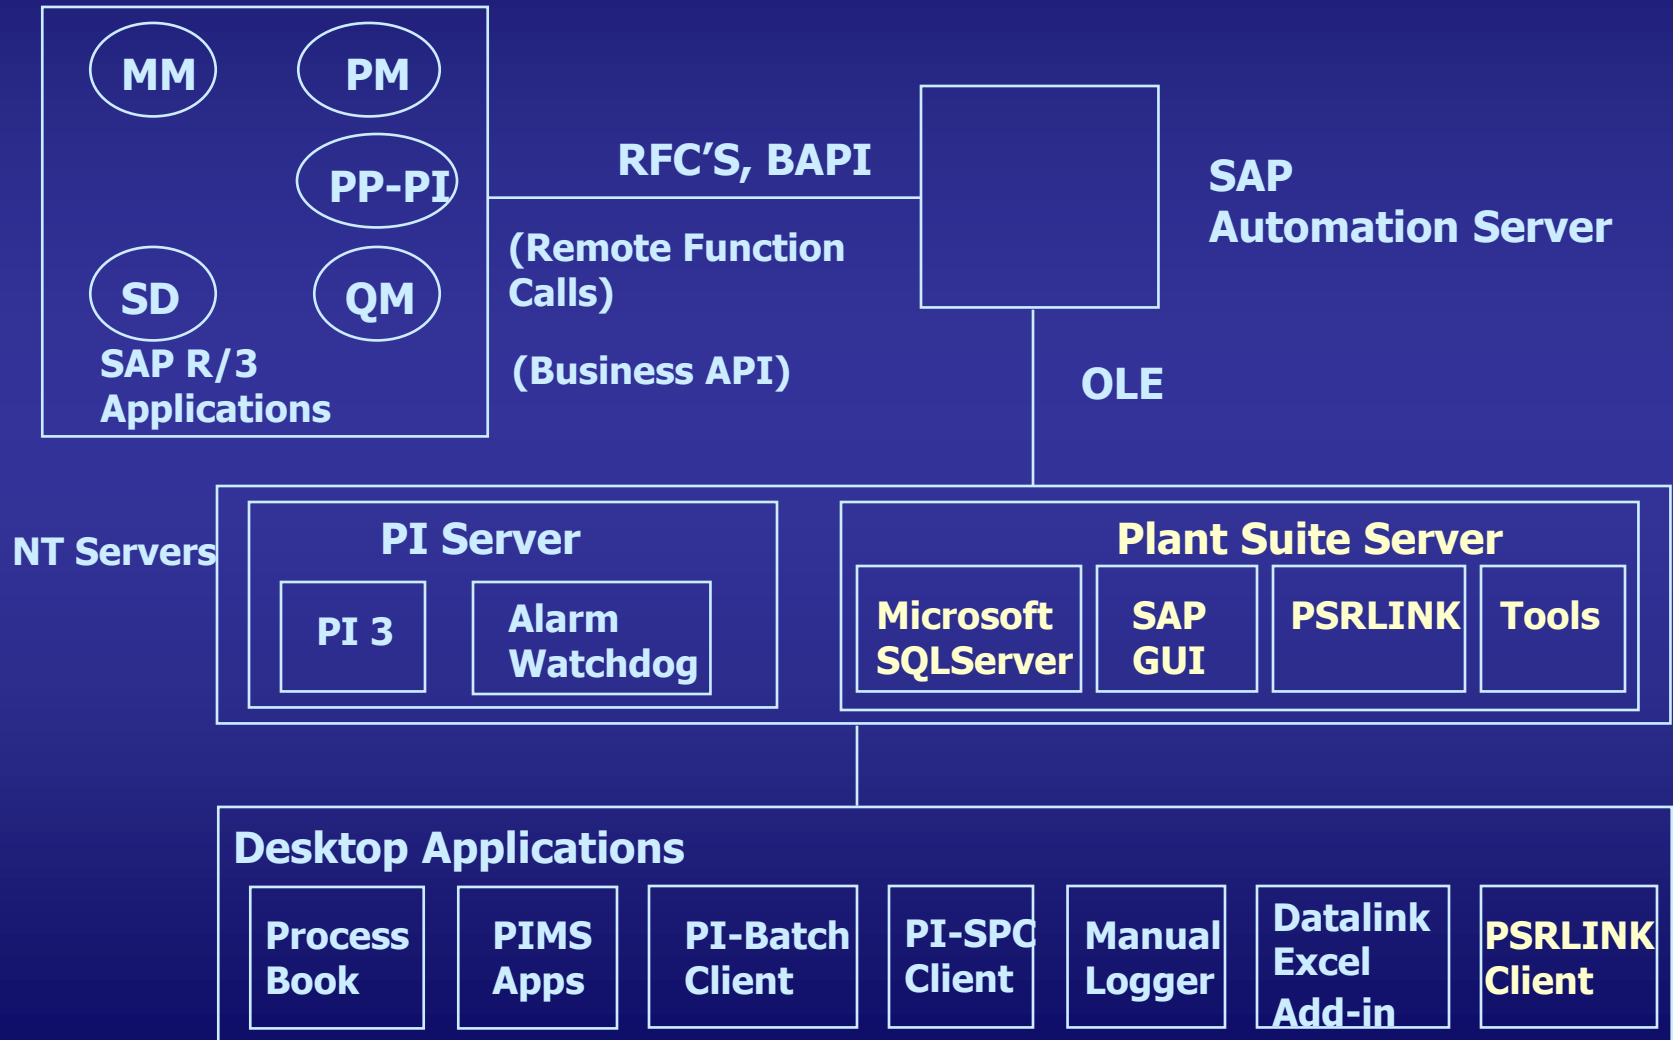 MM
PM
PP-PI
SD
QM
SAP R/3
Applications
RFC’S, BAPI
(Remote Function
Calls)
(Business API)
SAP
Automation Server
OLE
NT Servers
PI Server
PI 3
Alarm
Watchdog
Plant Suite Server
Microsoft
SQLServer
SAP
GUI
PSRLINK
Tools
Desktop Applications
Process
Book
PIMS
Apps
PI-Batch
Client
PI-SPC
Client
Manual
Logger
Datalink
Excel
Add-in
PSRLINK
Client